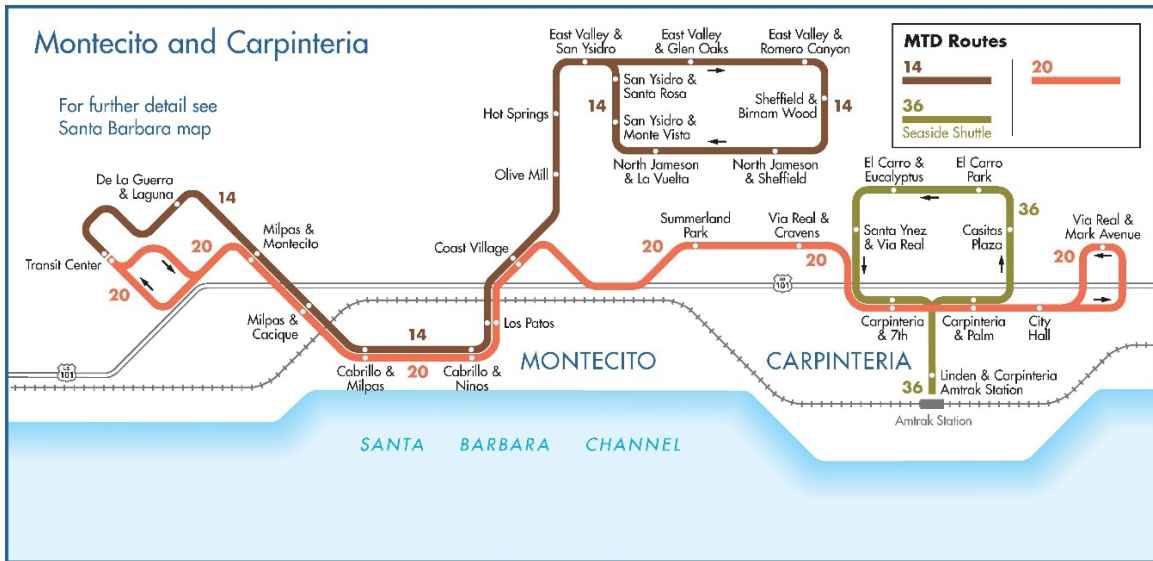 Montecito and Carpinteria
For further detail see
Santa Barbara map
MTD Routes
14
20
36
Seaside Shuttle
East Valley &
San Ysidro
East Valley
& Glen Oaks
East Valley &
Romero Canyon
San Ysidro &
Santa Rosa
14
Sheffield &
Birnam Wood
14
Hot Springs
San Ysidro &
Monte Vista
North Jameson
& La Vuelta
North Jameson
& Sheffield
Olive Mill
De La Guerra
& Laguna
14
El Carro &
Eucalyptus
El Carro
Park
36
Santa Ynez
& Via Real
Casitas
Plaza
Summerland
Park
Via Real &
Cravens
Via Real &
Mark Avenue
20
20
20
Milpas &
Montecito
Coast Village
Transit Center
20
20
US
101
Milpas &
Cacique
Los Patos
Carpinteria
& 7th
Carpinteria
& Palm
City
Hall
14
MONTECITO
CARPINTERIA
US
101
Cabrillo &
Milpas
20
Cabrillo &
Ninos
36
Linden & Carpinteria
Amtrak Station
Amtrak Station
SANTA BARBARA CHANNEL